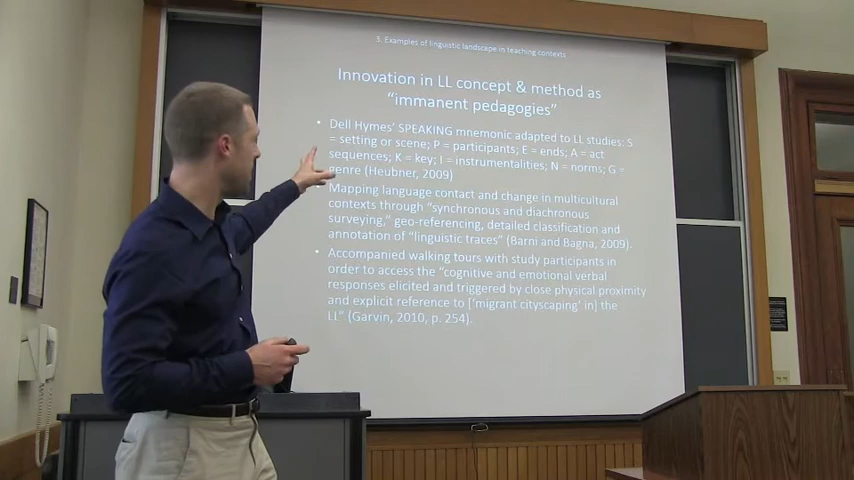 3. Examples of linguistic landscape in teaching contexts
Innovation in LL concept & method as
"immanent pedagogies"
• Dell Hymes' SPEAKING mnemonic adapted to LL studies: S
= setting or scene; P = participants; E = ends; A = act
sequences; K = key; I = instrumentalities; N = norms; G =
genre (Heubner, 2009)
Mapping language contact and change in multicultural
contexts through "synchronous and diachronous
surveying," geo-referencing, detailed classification and
annotation of "linguistic traces" (Barni and Bagna, 2009).
• Accompanied walking tours with study participants in
order to access the "cognitive and emotional verbal
responses elicited and triggered by close physical proximity
and explicit reference to ['migrant cityscaping' in] the
LL" (Garvin, 2010, p. 254).